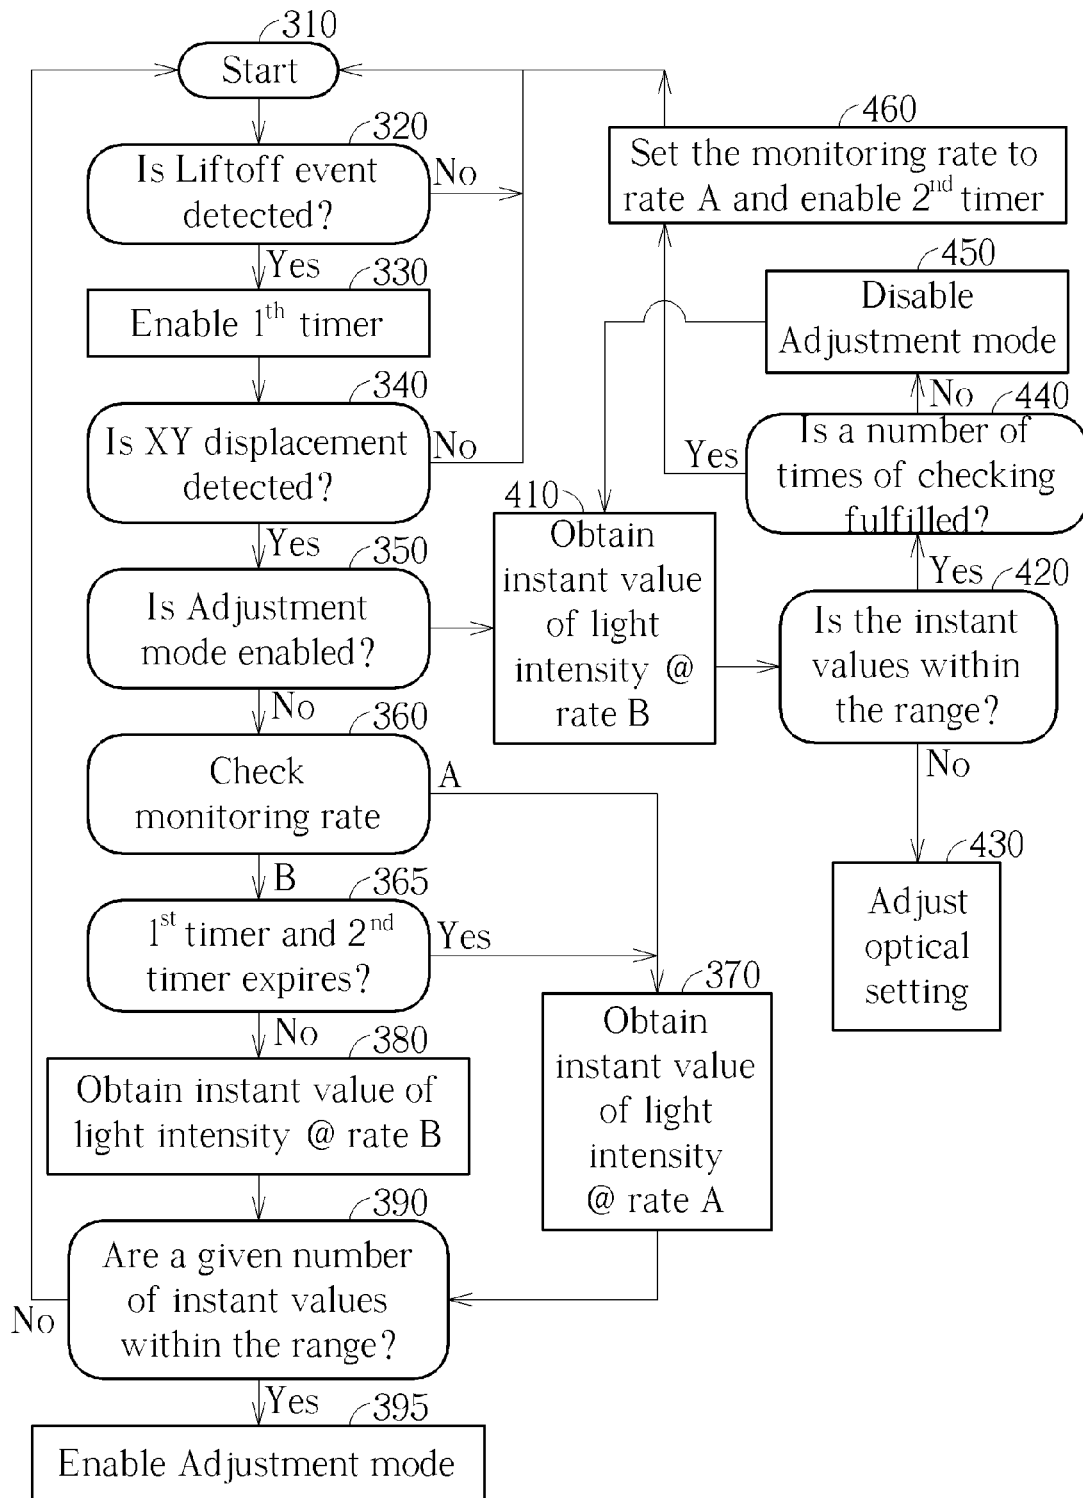 310
Start
320
Is Liftoff event
detected?
No
Yes
330
Enable 1th timer
340
Is XY displacement
detected?
No
Yes
350
Is Adjustment
mode enabled?
No
360
Check
monitoring rate
A
B
365
1st timer and 2nd
timer expires?
Yes
No
380
Obtain instant value of
light intensity @ rate B
390
Are a given number
of instant values
within the range?
No
Yes
395
Enable Adjustment mode
370
Obtain
instant value
of light
intensity
@ rate A
410
Obtain
instant value
of light
intensity @
rate B
460
Set the monitoring rate to
rate A and enable 2nd timer
450
Disable
Adjustment mode
No
440
Is a number of
times of checking
fulfilled?
Yes
Yes
420
Is the instant
values within
the range?
No
430
Adjust
optical
setting